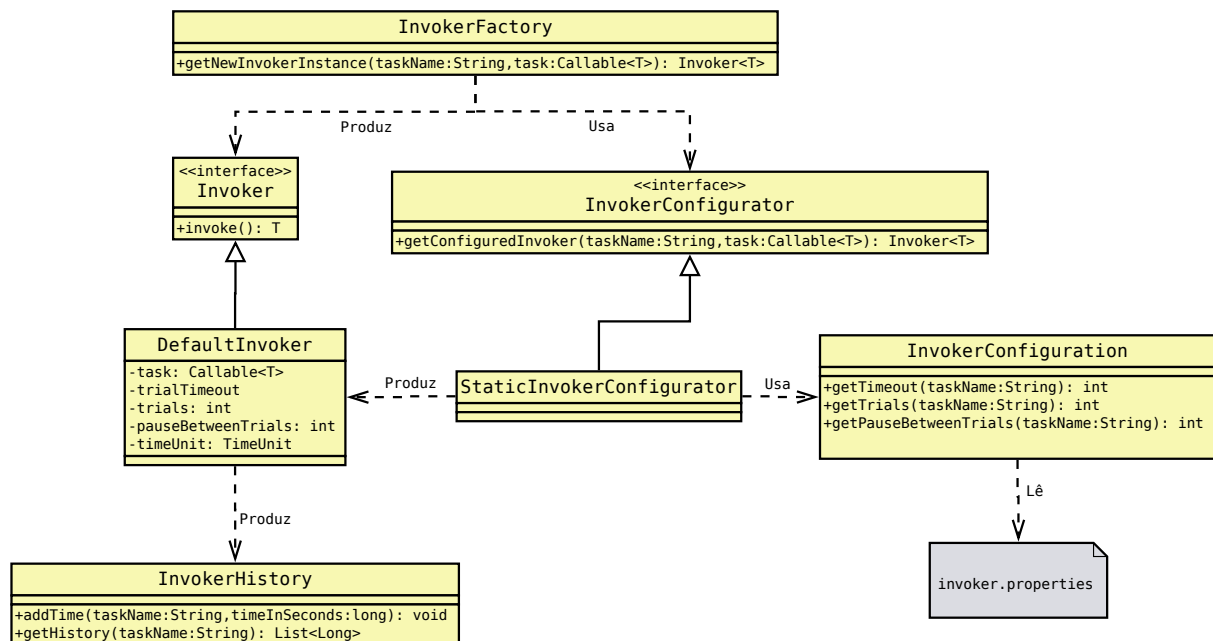 InvokerFactory
+getNewInvokerInstance(taskName:String,task:Callable<T>): Invoker<T>
Produz
Usa
<<interface>>
Invoker
+invoke(): T
<<interface>>
InvokerConfigurator
+getConfiguredInvoker(taskName:String,task:Callable<T>): Invoker<T>
DefaultInvoker
-task: Callable<T>
-trialTimeout
-trials: int
-pauseBetweenTrials: int
-timeUnit: TimeUnit
Produz
StaticInvokerConfigurator
Usa
InvokerConfiguration
+getTimeout(taskName:String): int
+getTrials(taskName:String): int
+getPauseBetweenTrials(taskName:String): int
Produz
Lê
InvokerHistory
+addTime(taskName:String,timeInSeconds:long): void
+getHistory(taskName:String): List<Long>
invoker.properties